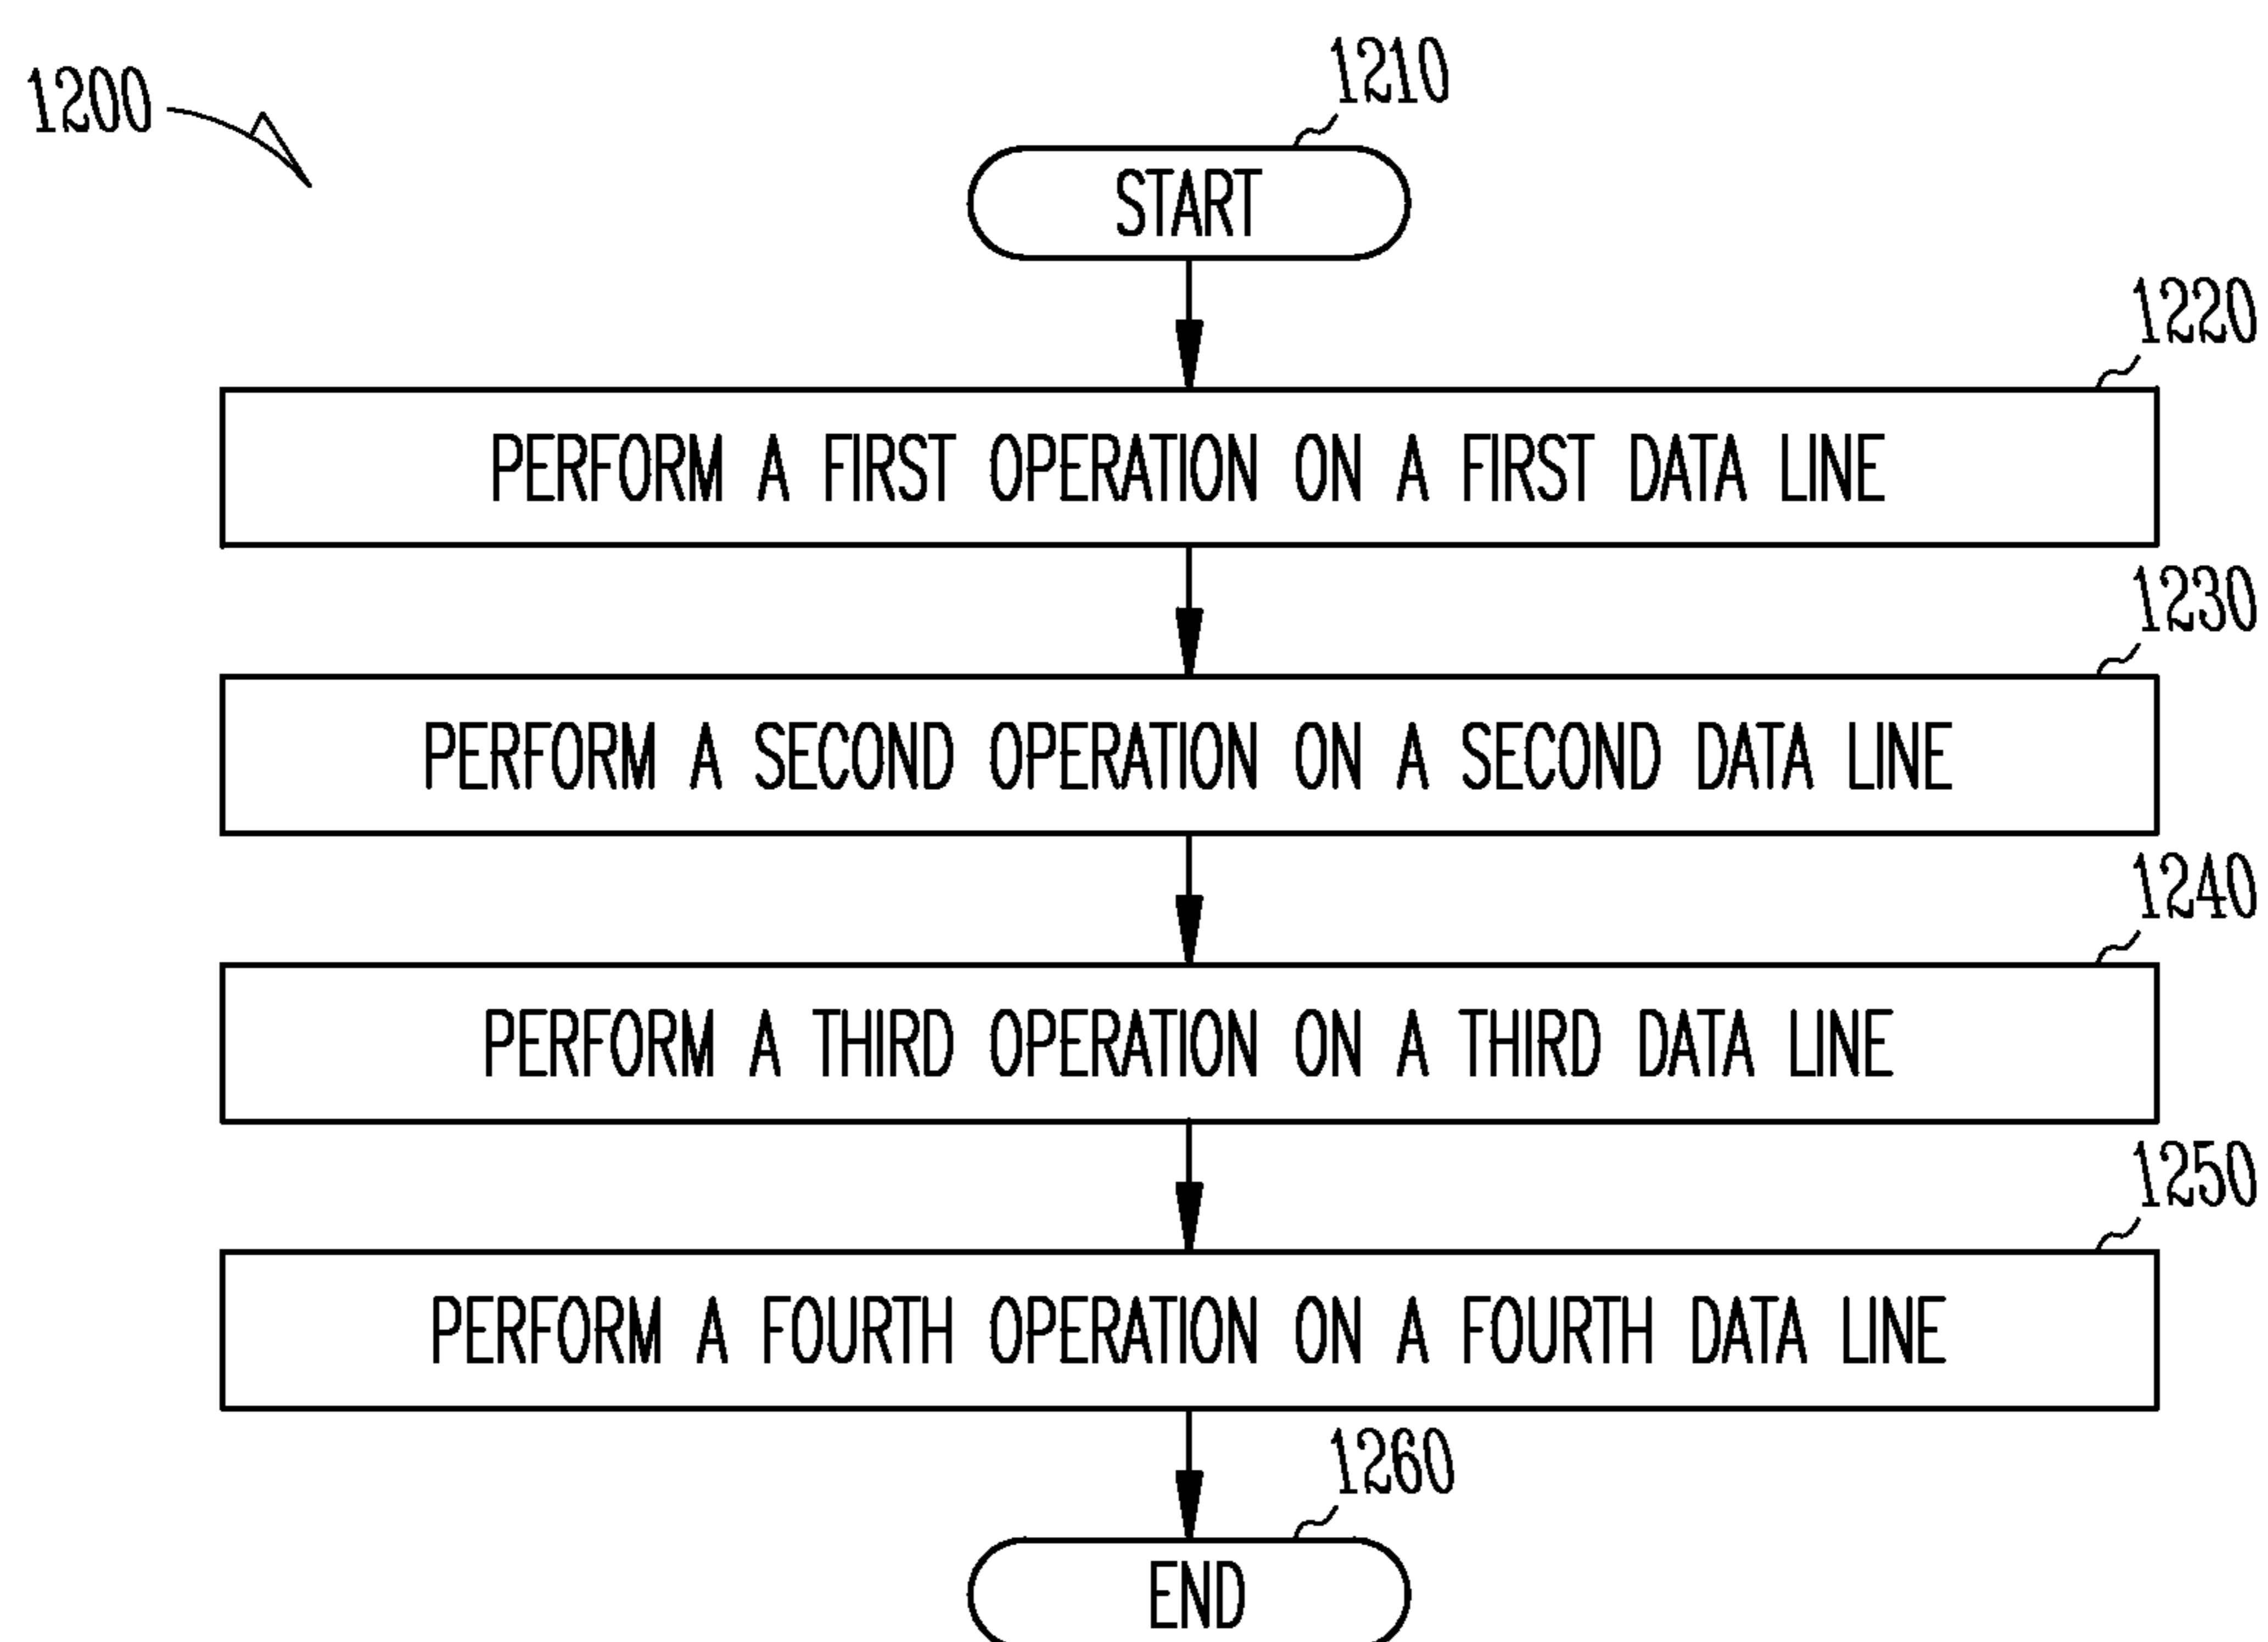 1200
1210
START
1220
PERFORM A FIRST OPERATION ON A FIRST DATA LINE
1230
PERFORM A SECOND OPERATION ON A SECOND DATA LINE
1240
PERFORM A THIRD OPERATION ON A THIRD DATA LINE
1250
PERFORM A FOURTH OPERATION ON A FOURTH DATA LINE
1260
END